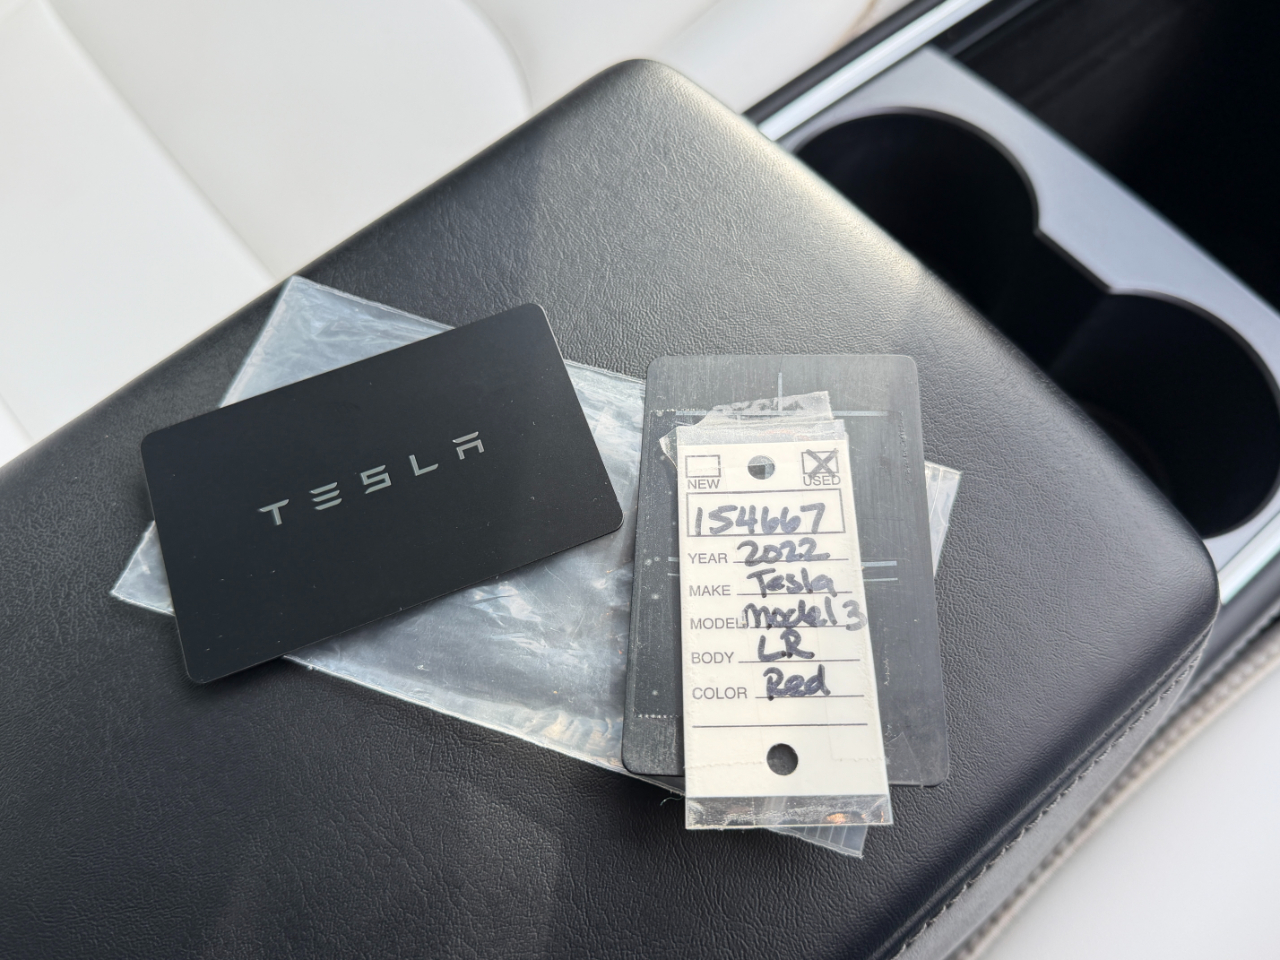 TESLA
NEW USED
154667
YEAR 2022
MAKE Tesla
MODEL Model 3
BODY LR
COLOR Red